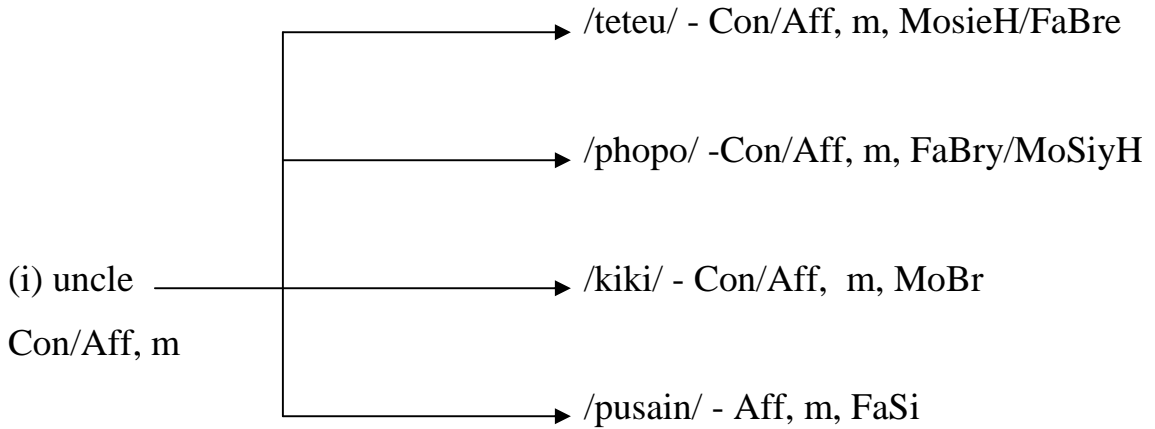 /teteu/ - Con/Aff, m, MosieH/FaBre
/phopo/ -Con/Aff, m, FaBry/MoSiyH
(i) uncle
/kiki/ - Con/Aff, m, MoBr
Con/Aff, m
/pusain/ - Aff, m, FaSi